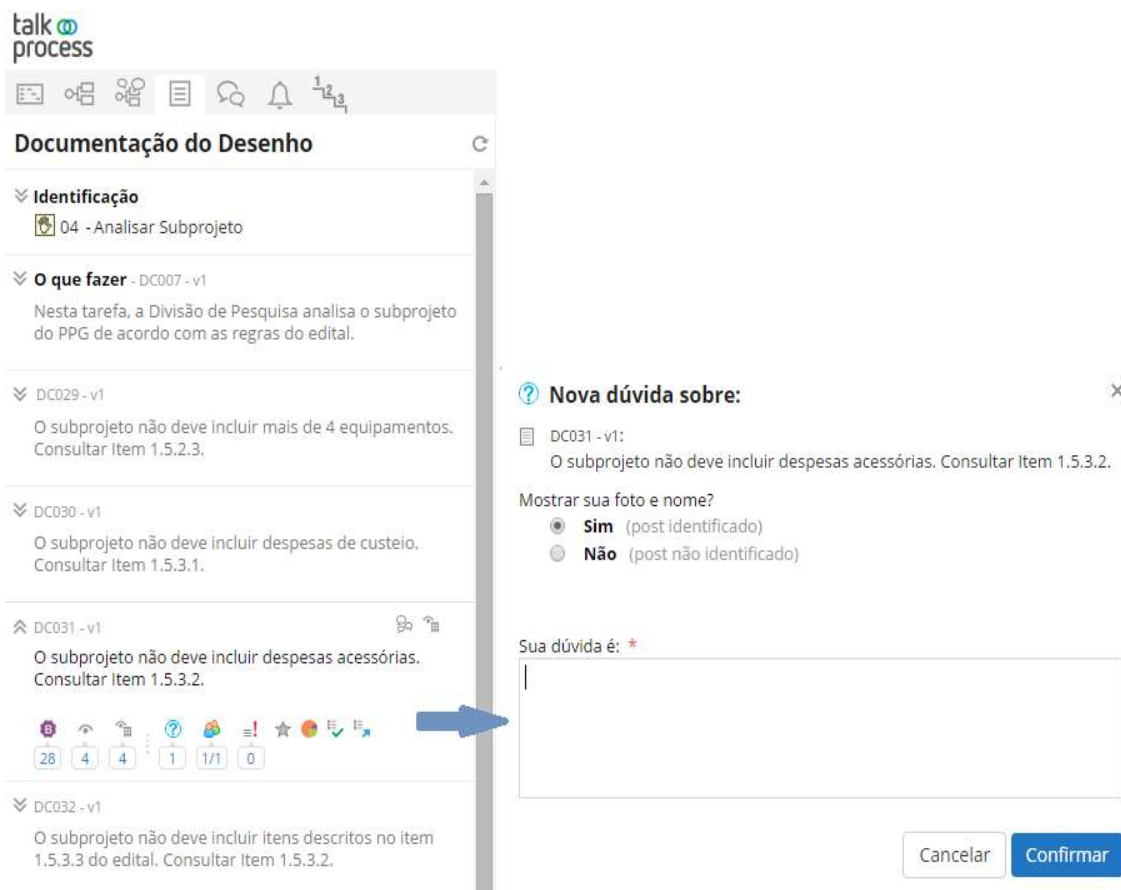 talk
process
1 2 3
Documentação do Desenho
Identificação
04 - Analisar Subprojeto
O que fazer - DC007 - v1
Nesta tarefa, a Divisão de Pesquisa analisa o subprojeto
do PPG de acordo com as regras do edital.
DC029 - v1
O subprojeto não deve incluir mais de 4 equipamentos.
Consultar Item 1.5.2.3.
DC030 - v1
O subprojeto não deve incluir despesas de custeio.
Consultar Item 1.5.3.1.
DC031 - v1
O subprojeto não deve incluir despesas acessórias.
Consultar Item 1.5.3.2.
B ? !
28 4 4 1 1/1 0
DC032 - v1
O subprojeto não deve incluir itens descritos no item
1.5.3.3 do edital. Consultar Item 1.5.3.2.
? Nova dúvida sobre: ×
DC031 - v1:
O subprojeto não deve incluir despesas acessórias. Consultar Item 1.5.3.2.
Mostrar sua foto e nome?
Sim (post identificado)
Não (post não identificado)
Sua dúvida é: *
Cancelar Confirmar